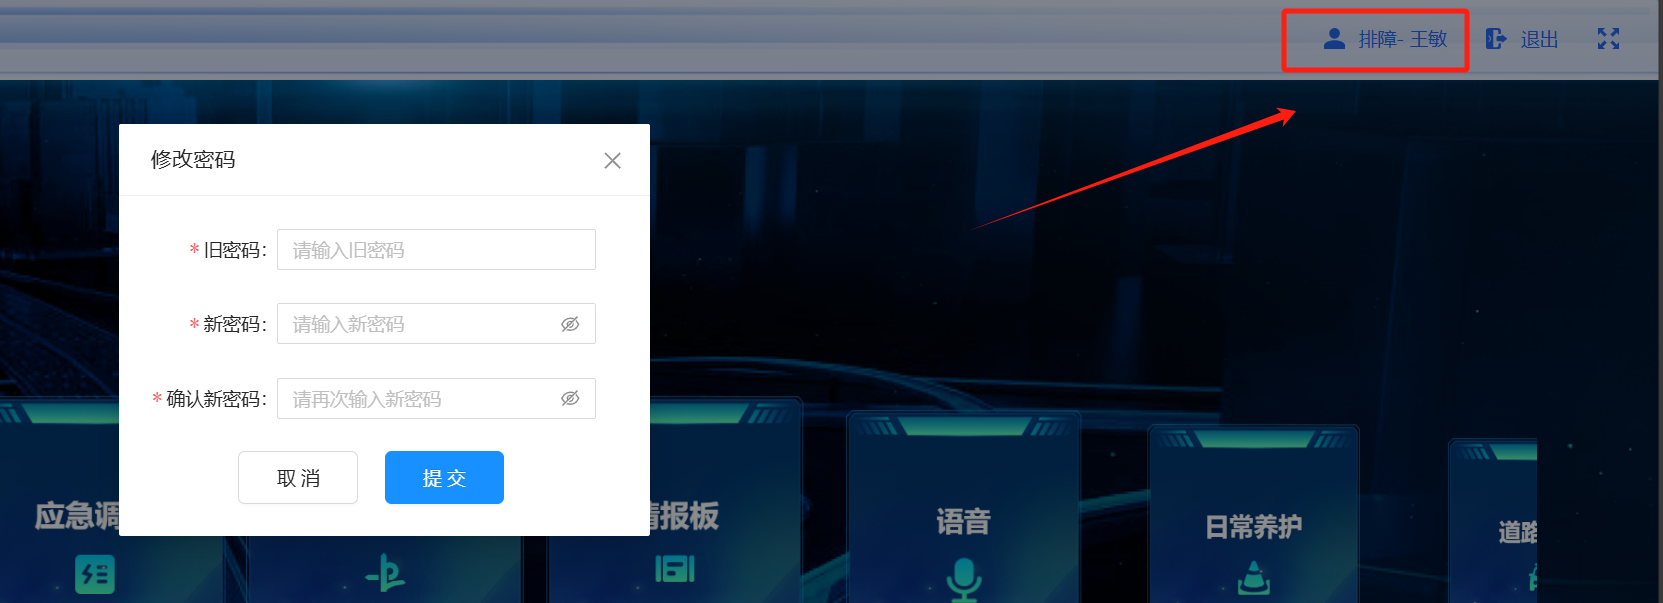 排障- 王敏
退出
修改密码
* 旧密码: 请输入旧密码
* 新密码: 请输入新密码
* 确认新密码: 请再次输入新密码
取 消
提 交
应急调
情报板
语音
日常养护
道路